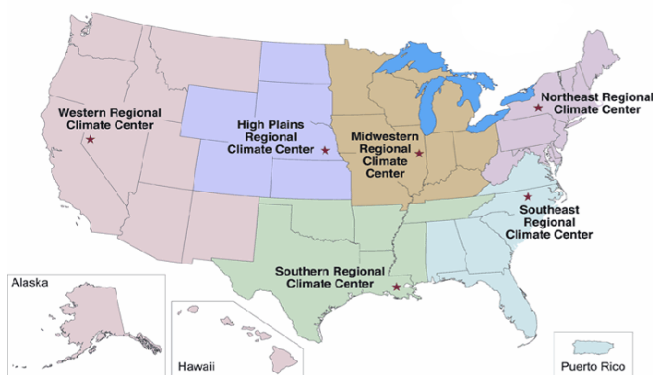 Western Regional
Climate Center
High Plains
Regional
Climate Center
Midwestern
Regional
Climate
Center
Northeast Regional
Climate Center
Southeast
Regional
Climate Center
Southern Regional
Climate Center
Alaska
Hawaii
Puerto Rico